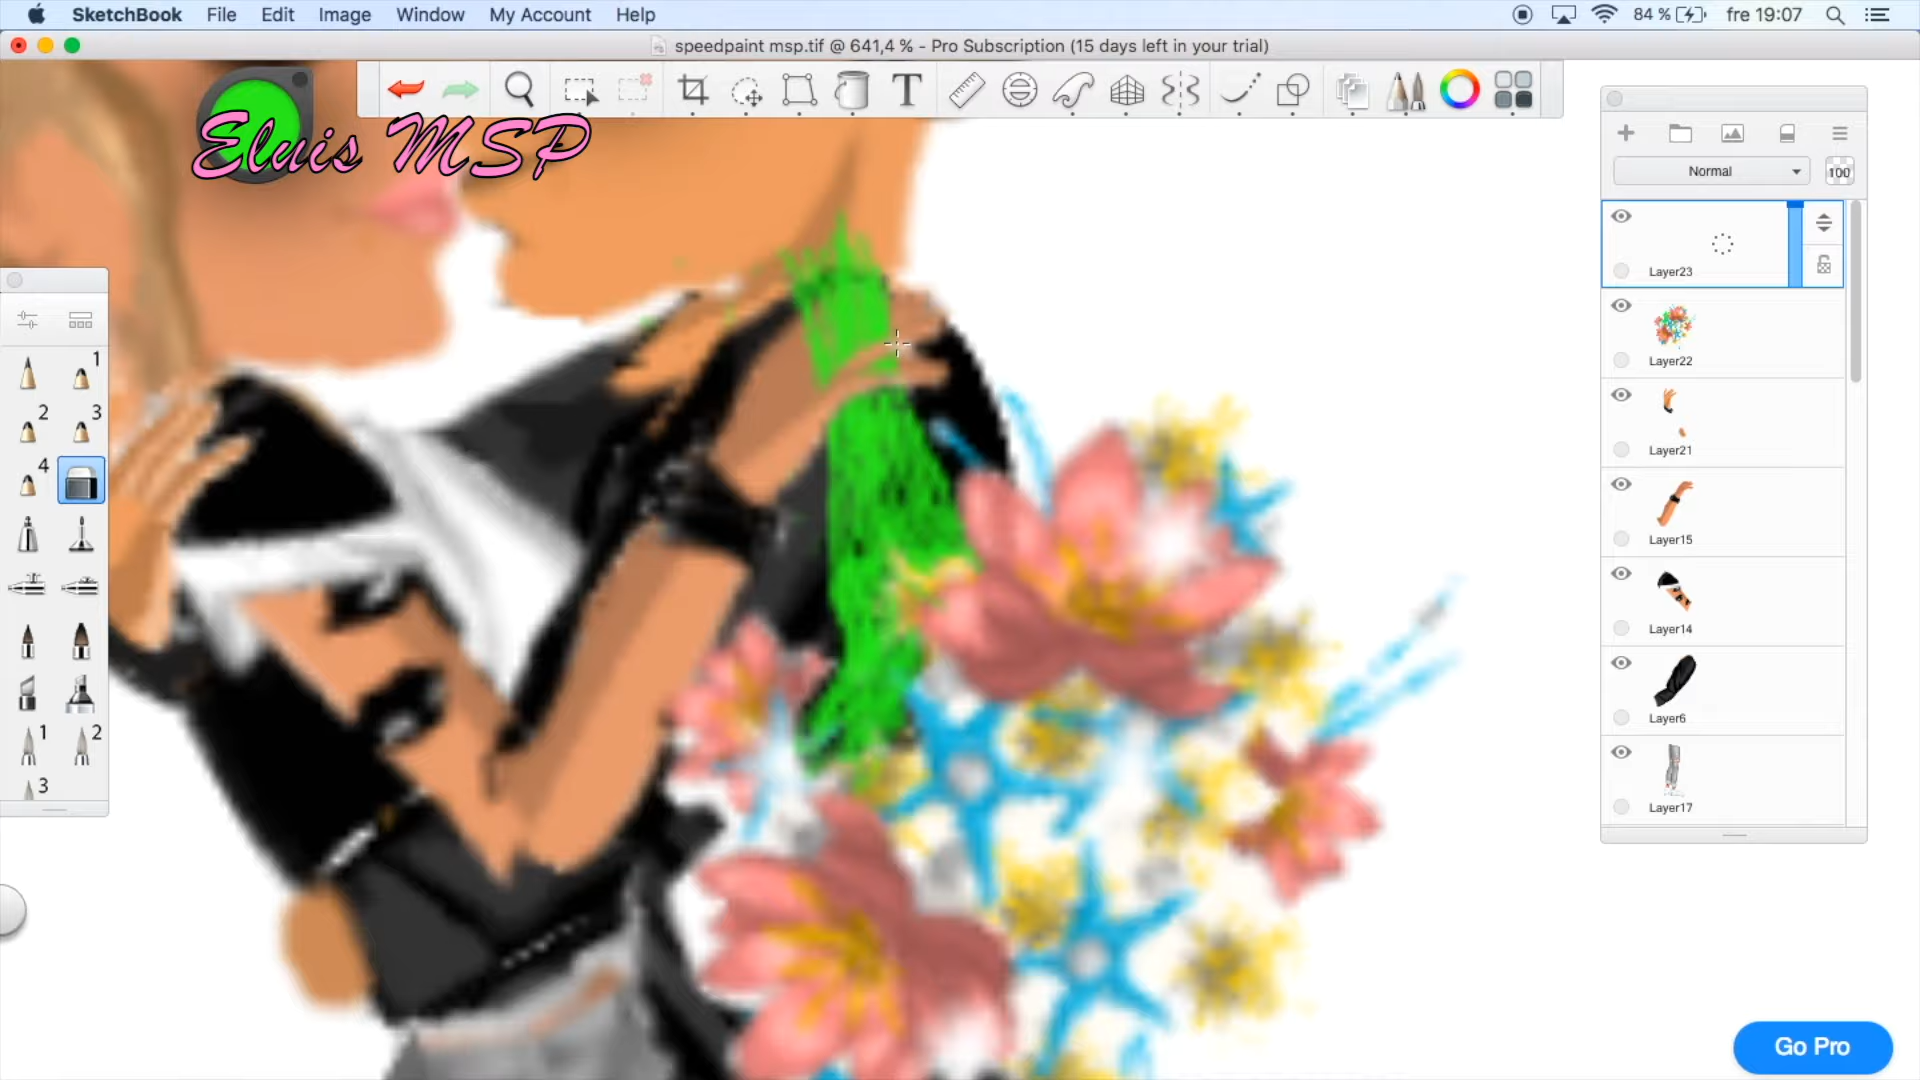 SketchBook File Edit Image Window My Account Help 84 % fre 19:07
speedpaint msp.tif @ 641,4 % - Pro Subscription (15 days left in your trial)
T
Eluis MSP
Normal 100
Layer23
Layer22
Layer21
Layer15
Layer14
Layer6
Layer17
1
2 3
4
1 2
3
Go Pro